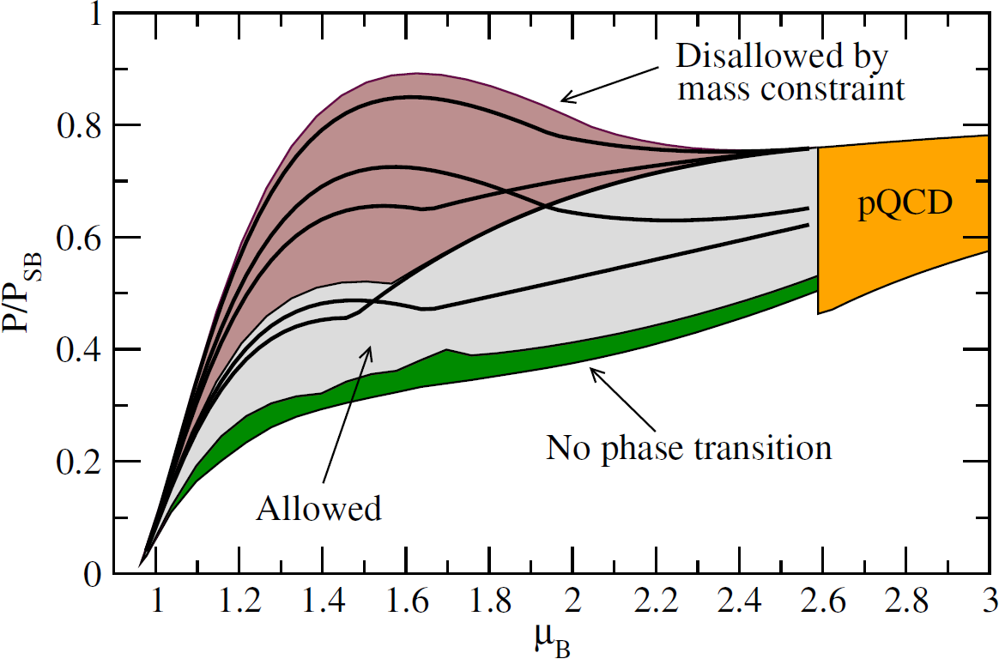 1
0.8
0.6
0.4
0.2
0
P/P_SB
Disallowed by
mass constraint
pQCD
No phase transition
Allowed
1 1.2 1.4 1.6 1.8 2 2.2 2.4 2.6 2.8 3
μ_B